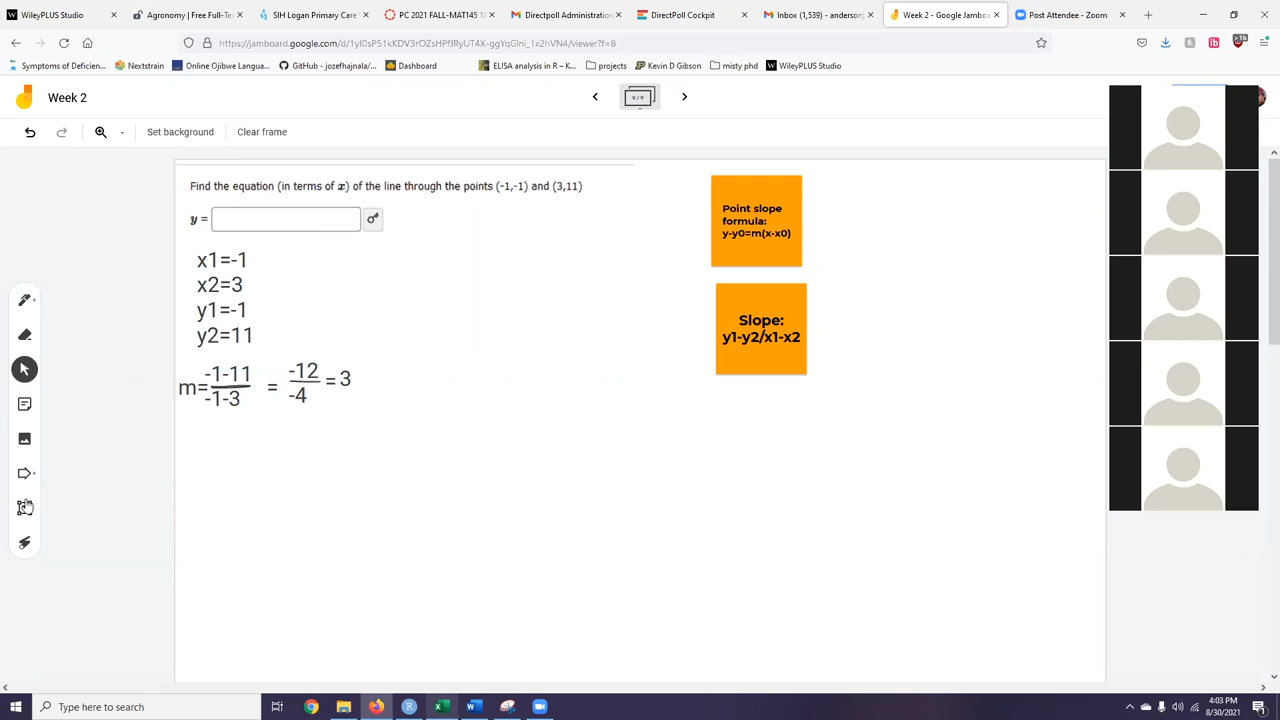 WileyPLUS Studio
Agronomy | Free Full-Te
SIH Logan Primary Care
PC 2021 FALL-MAT145 18
Directpoll Administration
DirectPoll Cockpit
Inbox (1,539) - andersonj
Week 2 - Google Jamboa
Post Attendee - Zoom
Symptoms of Deficien...
Nextstrain
Online Ojibwe Langua...
GitHub - jozefhajnala/...
Dashboard
ELISA analysis in R – K...
projects
Kevin D Gibson
misty phd
WileyPLUS Studio
Week 2
9 / 9
Set background
Clear frame
Find the equation (in terms of x) of the line through the points (-1,-1) and (3,11)
y =
x1=-1
x2=3
y1=-1
y2=11
m=-1-11
-1-3
= -12
-4
= 3
Point slope
formula:
y-y0=m(x-x0)
Slope:
y1-y2/x1-x2
Type here to search
4:03 PM
8/30/2021